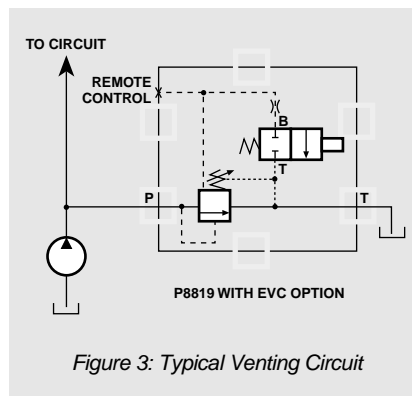 TO CIRCUIT
REMOTE
CONTROL
B
T
P
T
P8819 WITH EVC OPTION
Figure 3: Typical Venting Circuit